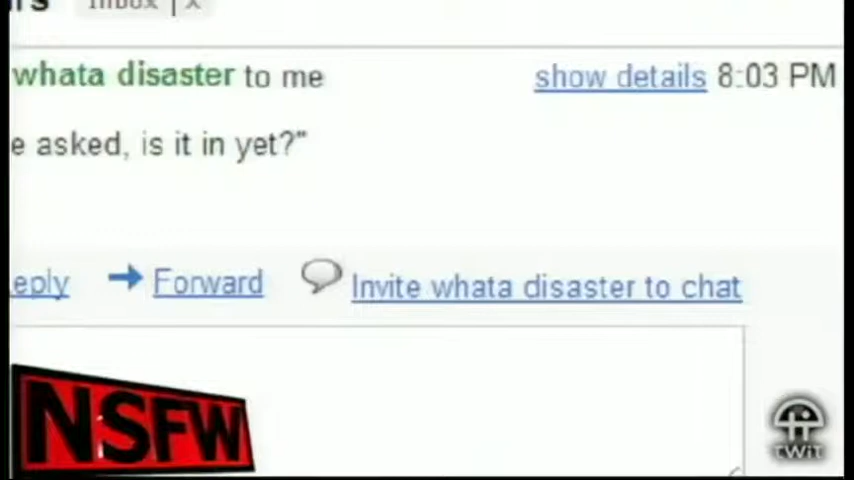 Inbox | X
whata disaster to me show details 8:03 PM
e asked, is it in yet?"
eply Forward Invite whata disaster to chat
NSFW
tWiT